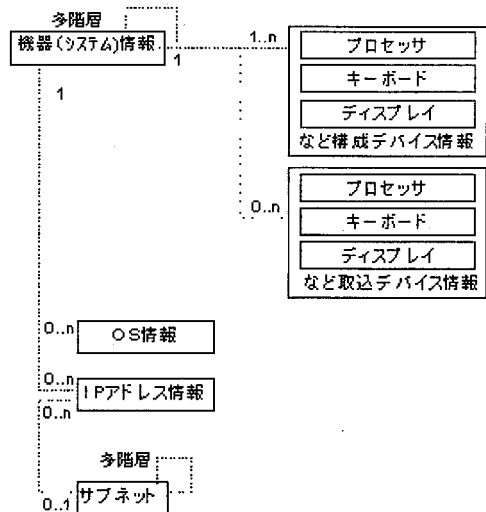 多階層
機器(システム)情報
1
1..n
プロセッサ
キーボード
ディスプレイ
など構成デバイス情報
1
0..n
プロセッサ
キーボード
ディスプレイ
など取込デバイス情報
0..n
OS情報
0..n
IPアドレス情報
0..n
多階層
0..1
サブネット